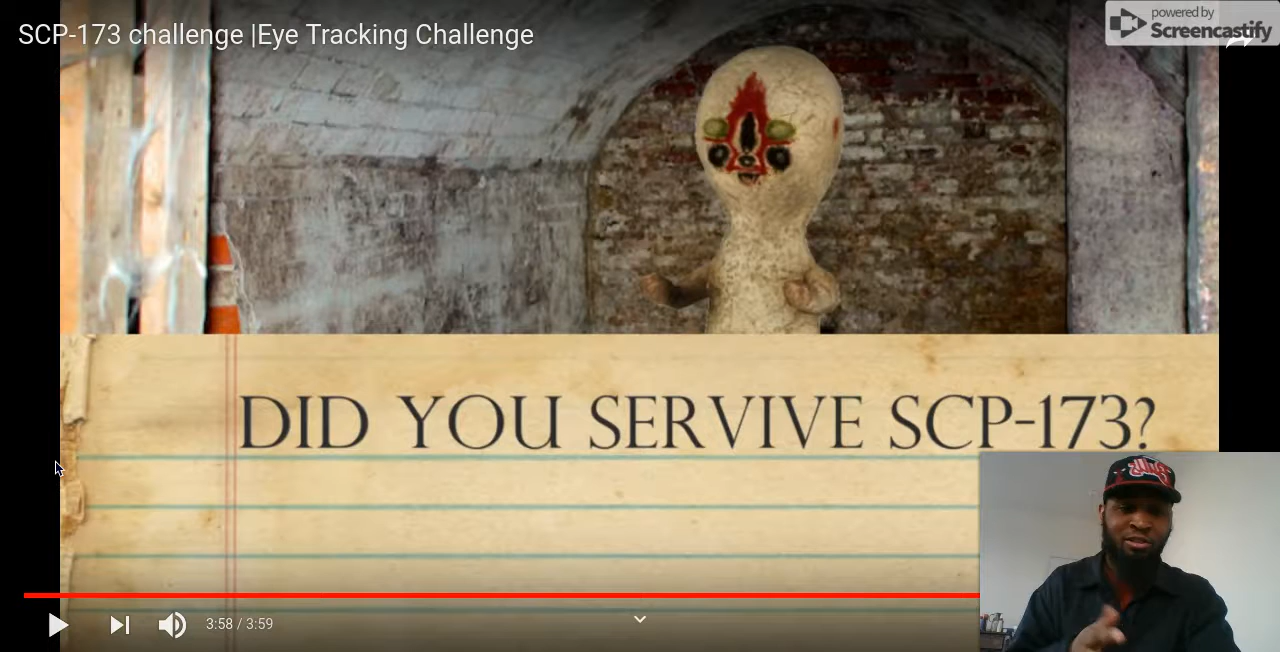 SCP-173 challenge |Eye Tracking Challenge
powered by
Screencastify
DID YOU SERVIVE SCP-173?
3:58 / 3:59